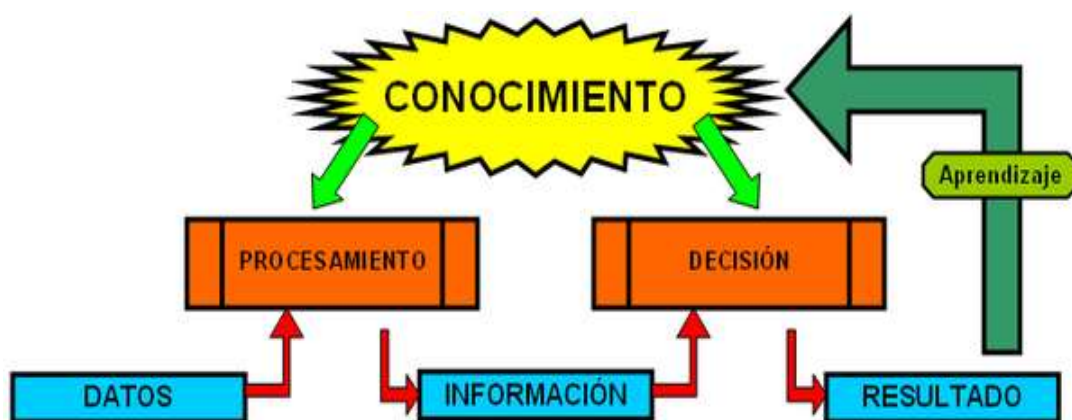 CONOCIMIENTO
Aprendizaje
PROCESAMIENTO
DECISIÓN
DATOS
INFORMACIÓN
RESULTADO